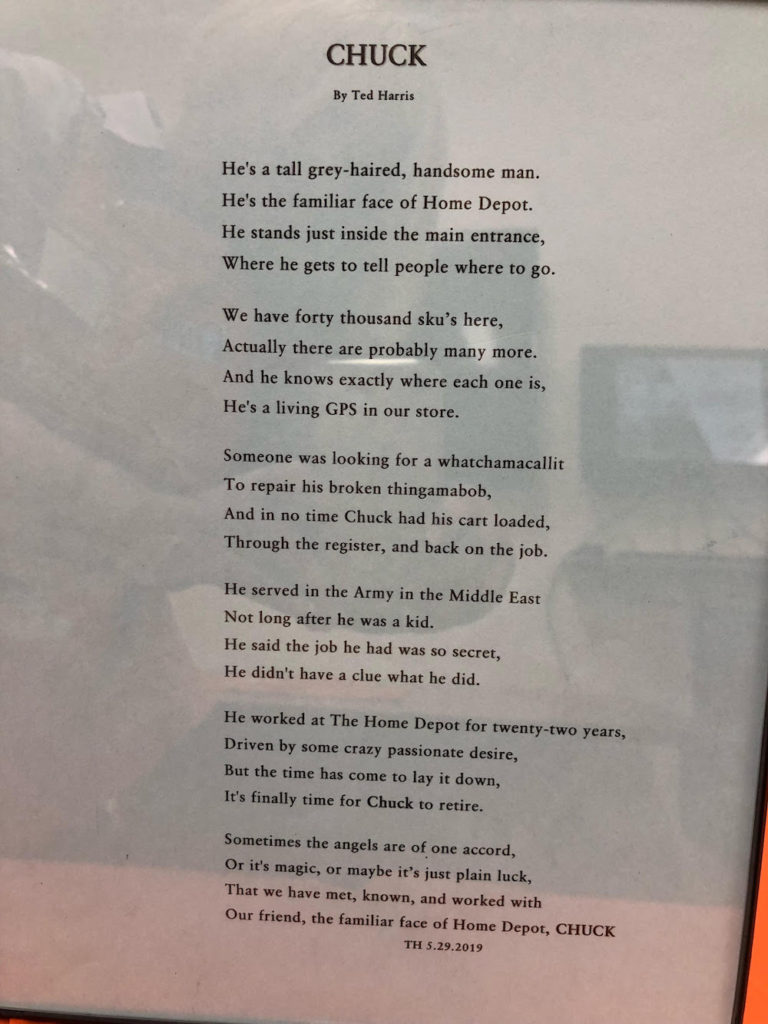 CHUCK
By Ted Harris
He's a tall grey-haired, handsome man.
He's the familiar face of Home Depot.
He stands just inside the main entrance,
Where he gets to tell people where to go.
We have forty thousand sku's here,
Actually there are probably many more.
And he knows exactly where each one is,
He's a living GPS in our store.
Someone was looking for a whatchamacallit
To repair his broken thingamabob,
And in no time Chuck had his cart loaded,
Through the register, and back on the job.
He served in the Army in the Middle East
Not long after he was a kid.
He said the job he had was so secret,
He didn't have a clue what he did.
He worked at The Home Depot for twenty-two years,
Driven by some crazy passionate desire,
But the time has come to lay it down,
It's finally time for Chuck to retire.
Sometimes the angels are of one accord,
Or it's magic, or maybe it's just plain luck,
That we have met, known, and worked with
Our friend, the familiar face of Home Depot, CHUCK
TH 5.29.2019